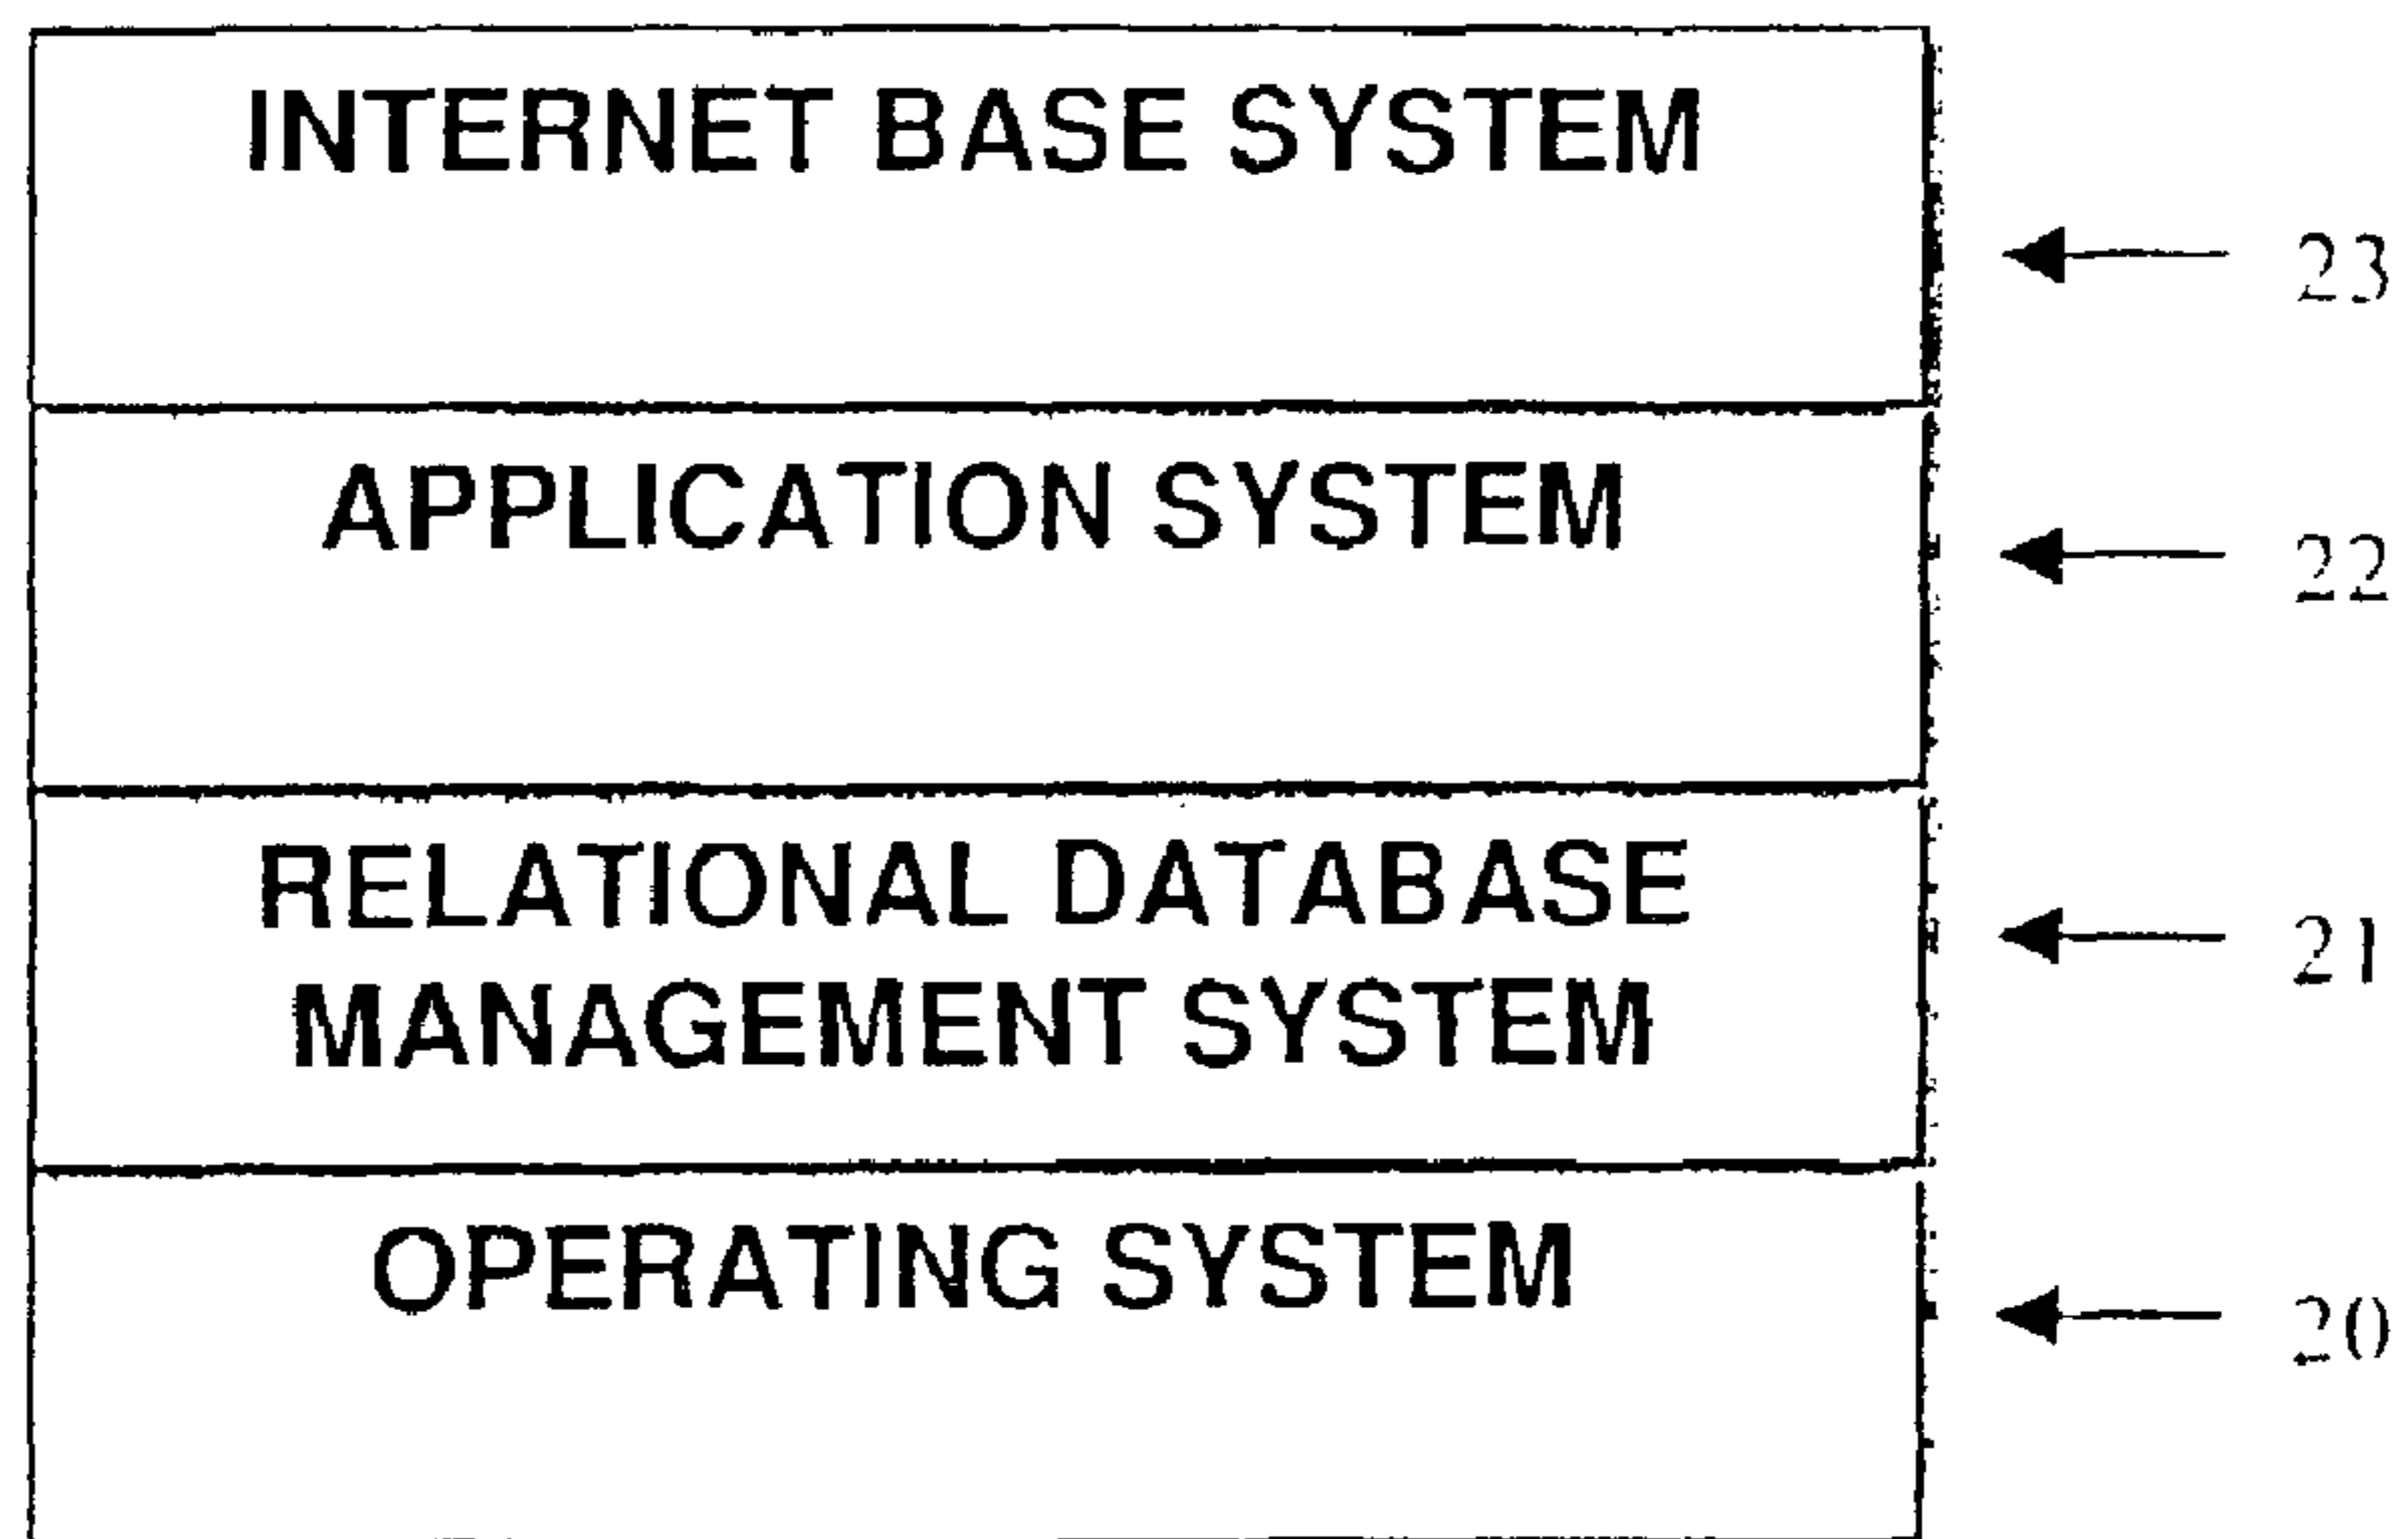 INTERNET BASE SYSTEM
23
APPLICATION SYSTEM
22
RELATIONAL DATABASE
21
MANAGEMENT SYSTEM
OPERATING SYSTEM
20